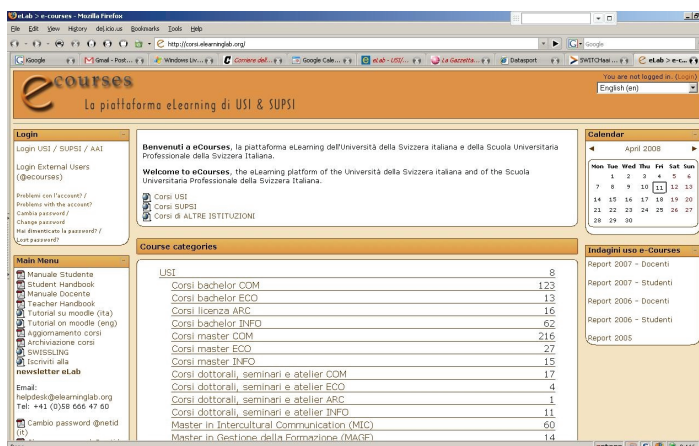 eLab > e-courses - Mozilla Firefox
File Edit View History del.icio.us Bookmarks Tools Help
http://corsi.elearninglab.org/
Google
iGoogle
Gmail - Post...
Windows Liv...
Corriere del...
Google Cale...
eLab - USI/...
La Gazzetta...
Datasport
SWITCHaai ...
eLab > e-c...
ecourses
La piattaforma eLearning di USI & SUPSI
You are not logged in. (Login)
English (en)
Login
Login USI / SUPSI / AAI
Login External Users
(@ecourses)
Problemi con l'account? /
Problems with the account?
Cambia password /
Change password
Hai dimenticato la password? /
Lost password?
Main Menu
Manuale Studente
Student Handbook
Manuale Docente
Teacher Handbook
Tutorial su moodle (ita)
Tutorial on moodle (eng)
Aggiornamento corsi
Archiviazione corsi
SWISSLING
Iscriviti alla
newsletter eLab
Email:
helpdesk@elearninglab.org
Tel: +41 (0)58 666 47 60
Cambio password @netid
(it)
Benvenuti a eCourses, la piattaforma eLearning dell'Università della Svizzera italiana e della Scuola Universitaria
Professionale della Svizzera Italiana.
Welcome to eCourses, the eLearning platform of the Università della Svizzera italiana and of the Scuola
Universitaria Professionale della Svizzera Italiana.
Corsi USI
Corsi SUPSI
Corsi di ALTRE ISTITUZIONI
Course categories
USI 8
Corsi bachelor COM 123
Corsi bachelor ECO 13
Corsi licenza ARC 16
Corsi bachelor INFO 62
Corsi master COM 216
Corsi master ECO 27
Corsi master INFO 15
Corsi dottorali, seminari e atelier COM 17
Corsi dottorali, seminari e atelier ECO 4
Corsi dottorali, seminari e atelier ARC 1
Corsi dottorali, seminari e atelier INFO 11
Master in Intercultural Communication (MIC) 60
Master in Gestione della Formazione (MAGF) 14
Calendar
April 2008
Mon Tue Wed Thu Fri Sat Sun
1 2 3 4 5 6
7 8 9 10 11 12 13
14 15 16 17 18 19 20
21 22 23 24 25 26 27
28 29 30
Indagini uso e-Courses
Report 2007 - Docenti
Report 2007 - Studenti
Report 2006 - Docenti
Report 2006 - Studenti
Report 2005